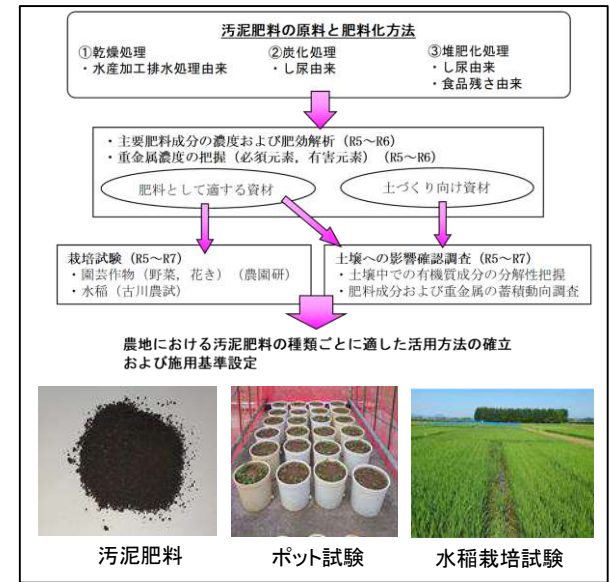 汚泥肥料の原料と肥料化方法
①乾燥処理
・水産加工排水処理由来
②炭化処理
・し尿由来
③堆肥化処理
・し尿由来
・食品残さ由来
・主要肥料成分の濃度および肥効解析（R5～R6）
・重金属濃度の把握（必須元素，有害元素）（R5～R6）
肥料として適する資材
土づくり向け資材
栽培試験（R5～R7）
・園芸作物（野菜，花き）（農園研）
・水稲（古川農試）
土壌への影響確認調査（R5～R7）
・土壌中での有機質成分の分解性把握
・肥料成分および重金属の蓄積動向調査
農地における汚泥肥料の種類ごとに適した活用方法の確立
および施用基準設定
汚泥肥料
ポット試験
水稲栽培試験